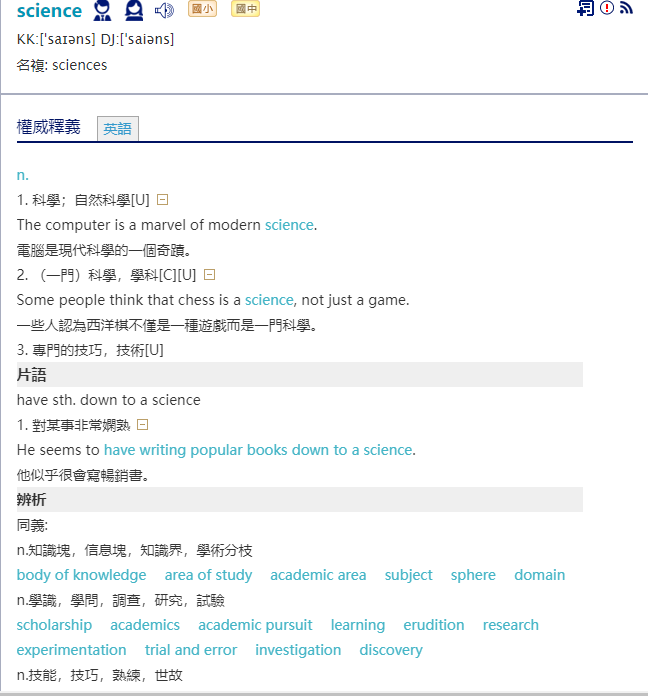 science 國小 國中
KK:[ˈsaɪəns] DJ:[ˈsaiəns]
名複: sciences
權威釋義 英語
n.
1. 科學；自然科學[U]
The computer is a marvel of modern science.
電腦是現代科學的一個奇蹟。
2. （一門）科學，學科[C][U]
Some people think that chess is a science, not just a game.
一些人認為西洋棋不僅是一種遊戲而是一門科學。
3. 專門的技巧，技術[U]
片語
have sth. down to a science
1. 對某事非常嫻熟
He seems to have writing popular books down to a science.
他似乎很會寫暢銷書。
辨析
同義:
n.知識塊，信息塊，知識界，學術分枝
body of knowledge area of study academic area subject sphere domain
n.學識，學問，調查，研究，試驗
scholarship academics academic pursuit learning erudition research
experimentation trial and error investigation discovery
n.技能，技巧，熟練，世故